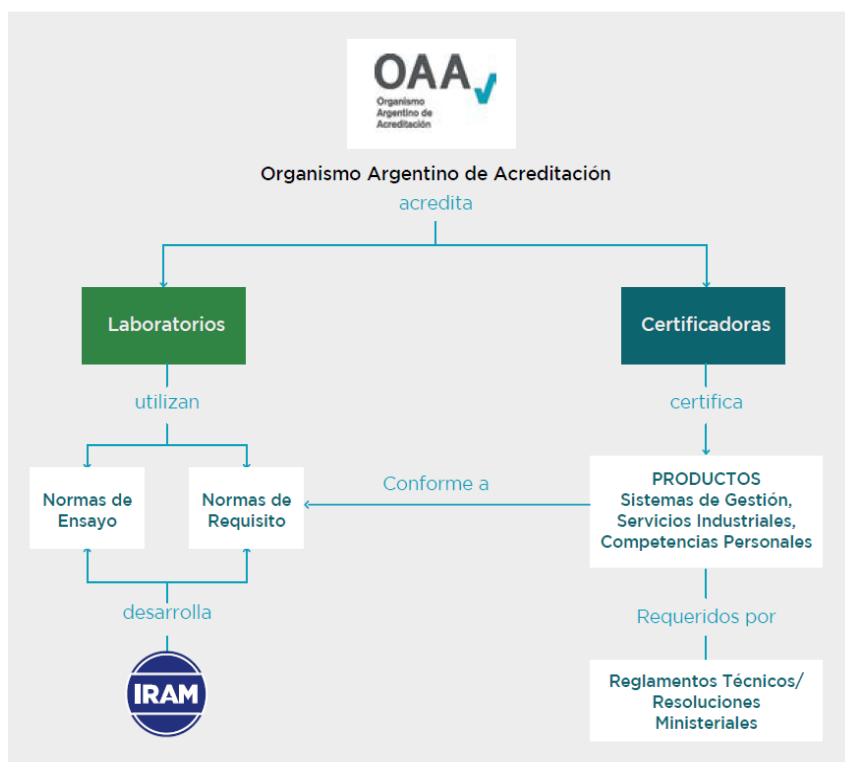 OAA
Organismo
Argentino de
Acreditación
Organismo Argentino de Acreditación
acredita
Laboratorios
Certificadoras
utilizan
certifica
Normas de
Ensayo
Normas de
Requisito
Conforme a
PRODUCTOS
Sistemas de Gestión,
Servicios Industriales,
Competencias Personales
desarrolla
Requeridos por
IRAM
Reglamentos Técnicos/
Resoluciones
Ministeriales